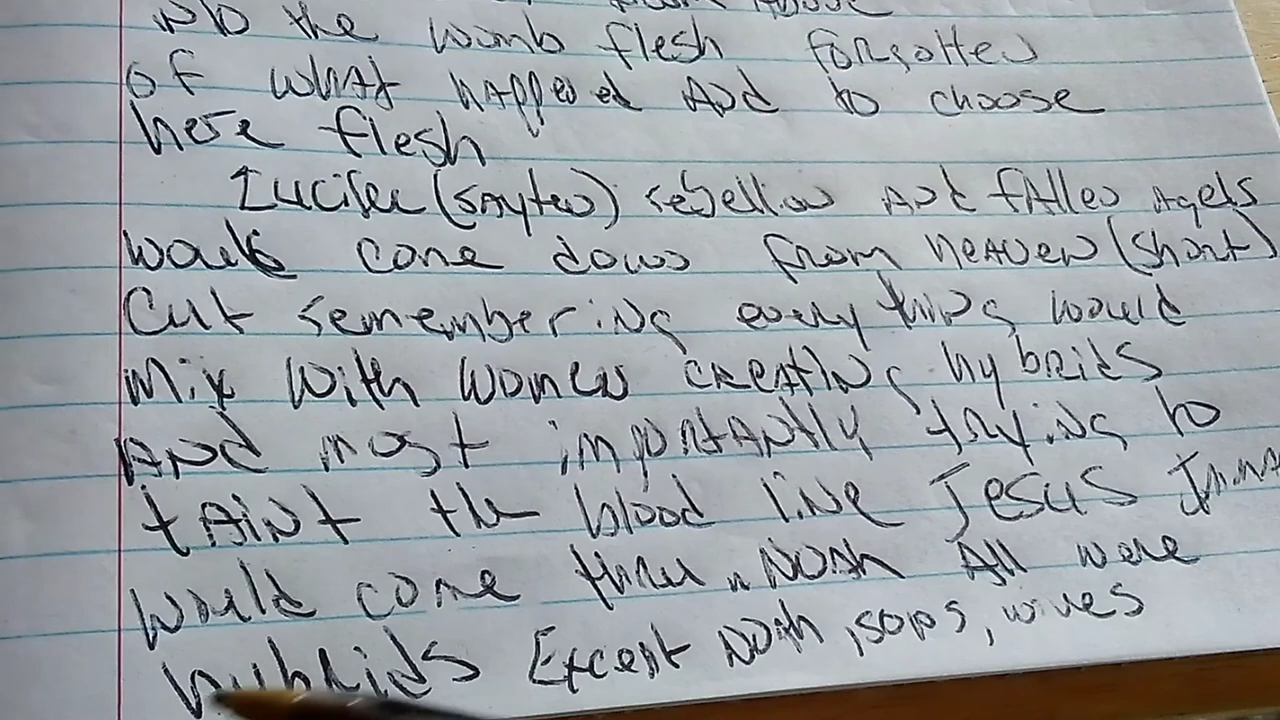 into the womb flesh forgotten
of what happened And to choose
here flesh
Lucifer (Sayten) rebellion And fAllen Agels
would come down from heaven (short)
Cut remembering everything would
Mix With Women creating hybrids
And most importantly trying to
tAint the blood line Jesus
Would come thru NoAh All were
hybrids Except NoAh, sons, wives